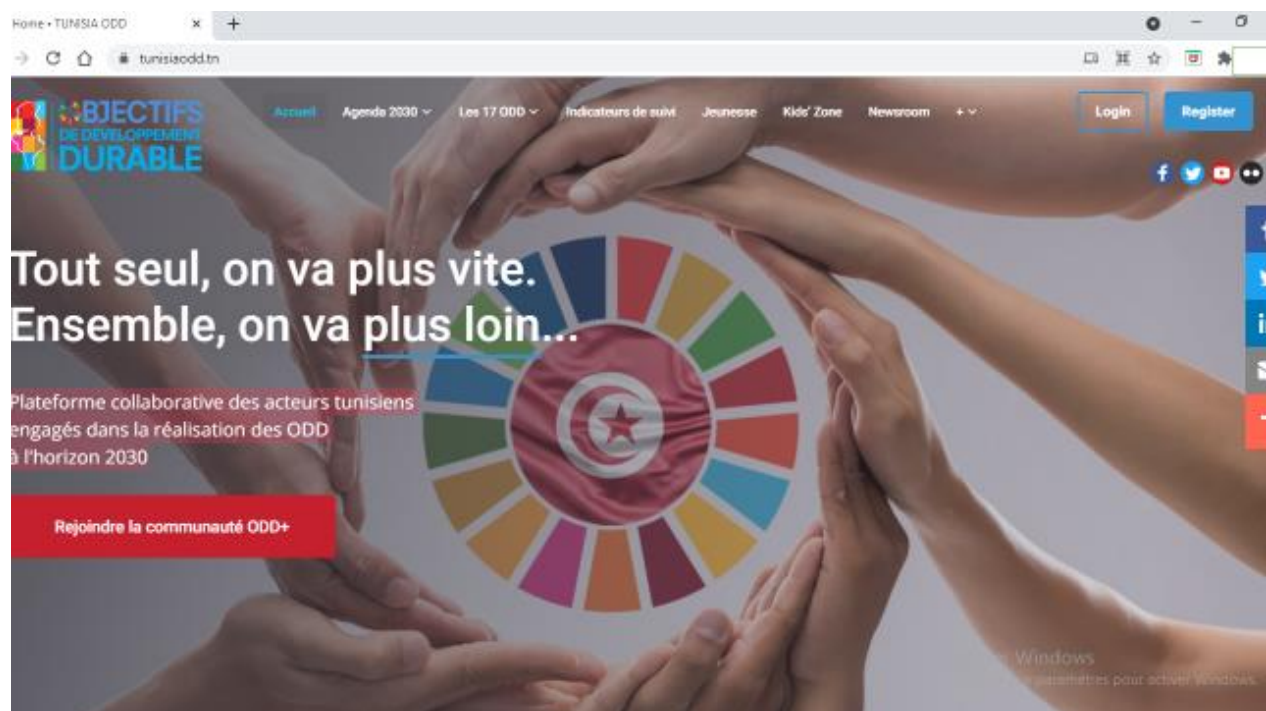 Home • TUNISIA ODD
tunisiaodd.tn
OBJECTIFS
DE DÉVELOPPEMENT
DURABLE
Accueil Agenda 2030 Les 17 ODD Indicateurs de suivi Jeunesse Kids' Zone Newsroom + Login Register
Tout seul, on va plus vite.
Ensemble, on va plus loin...
Plateforme collaborative des acteurs tunisiens
engagés dans la réalisation des ODD
à l'horizon 2030
Rejoindre la communauté ODD+
Windows
paramètres pour activer Windows.